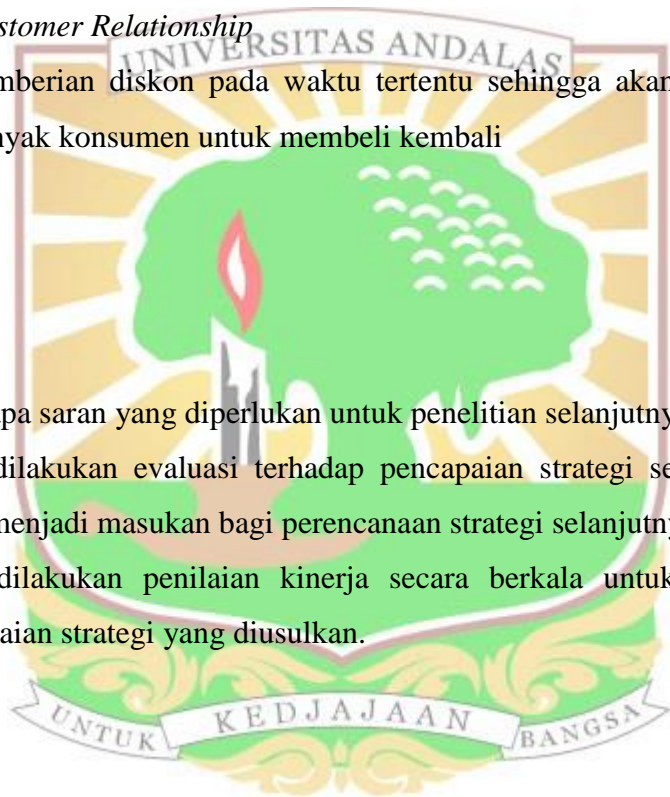 stomer Relationship
UNIVERSITAS ANDALAS
mberian diskon pada waktu tertentu sehingga akan
nyak konsumen untuk membeli kembali
pa saran yang diperlukan untuk penelitian selanjutny
dilakukan evaluasi terhadap pencapaian strategi se
menjadi masukan bagi perencanaan strategi selanjutny
dilakukan penilaian kinerja secara berkala untuk
aian strategi yang diusulkan.
UNTUK KEDJAJAAN BANGSA